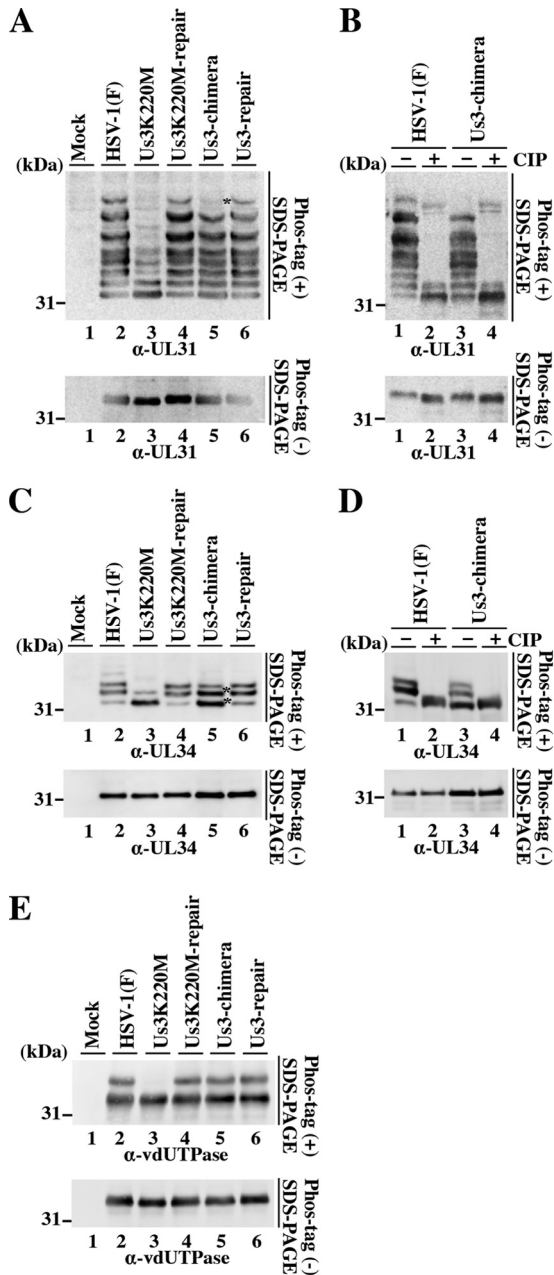 A
Mock
HSV-1(F)
Us3K220M
Us3K220M-repair
Us3-chimera
Us3-repair
(kDa)
*
31
Phos-tag (+)
SDS-PAGE
1 2 3 4 5 6
α-UL31
31
Phos-tag (-)
SDS-PAGE
1 2 3 4 5 6
α-UL31
B
HSV-1(F)
Us3-chimera
(kDa)
− + − + CIP
31
Phos-tag (+)
SDS-PAGE
1 2 3 4
α-UL31
31
Phos-tag (-)
SDS-PAGE
1 2 3 4
α-UL31
C
Mock
HSV-1(F)
Us3K220M
Us3K220M-repair
Us3-chimera
Us3-repair
(kDa)
*
*
31
Phos-tag (+)
SDS-PAGE
1 2 3 4 5 6
α-UL34
31
Phos-tag (-)
SDS-PAGE
1 2 3 4 5 6
α-UL34
D
HSV-1(F)
Us3-chimera
(kDa)
− + − + CIP
31
Phos-tag (+)
SDS-PAGE
1 2 3 4
α-UL34
31
Phos-tag (-)
SDS-PAGE
1 2 3 4
α-UL34
E
Mock
HSV-1(F)
Us3K220M
Us3K220M-repair
Us3-chimera
Us3-repair
(kDa)
31
Phos-tag (+)
SDS-PAGE
1 2 3 4 5 6
α-vdUTPase
31
Phos-tag (-)
SDS-PAGE
1 2 3 4 5 6
α-vdUTPase